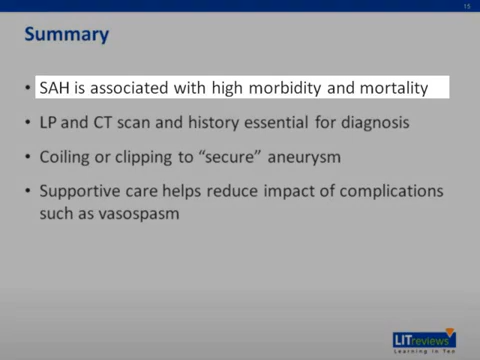 15
Summary
• SAH is associated with high morbidity and mortality
• LP and CT scan and history essential for diagnosis
• Coiling or clipping to “secure” aneurysm
• Supportive care helps reduce impact of complications
such as vasospasm
LITreviews
Learning in Ten